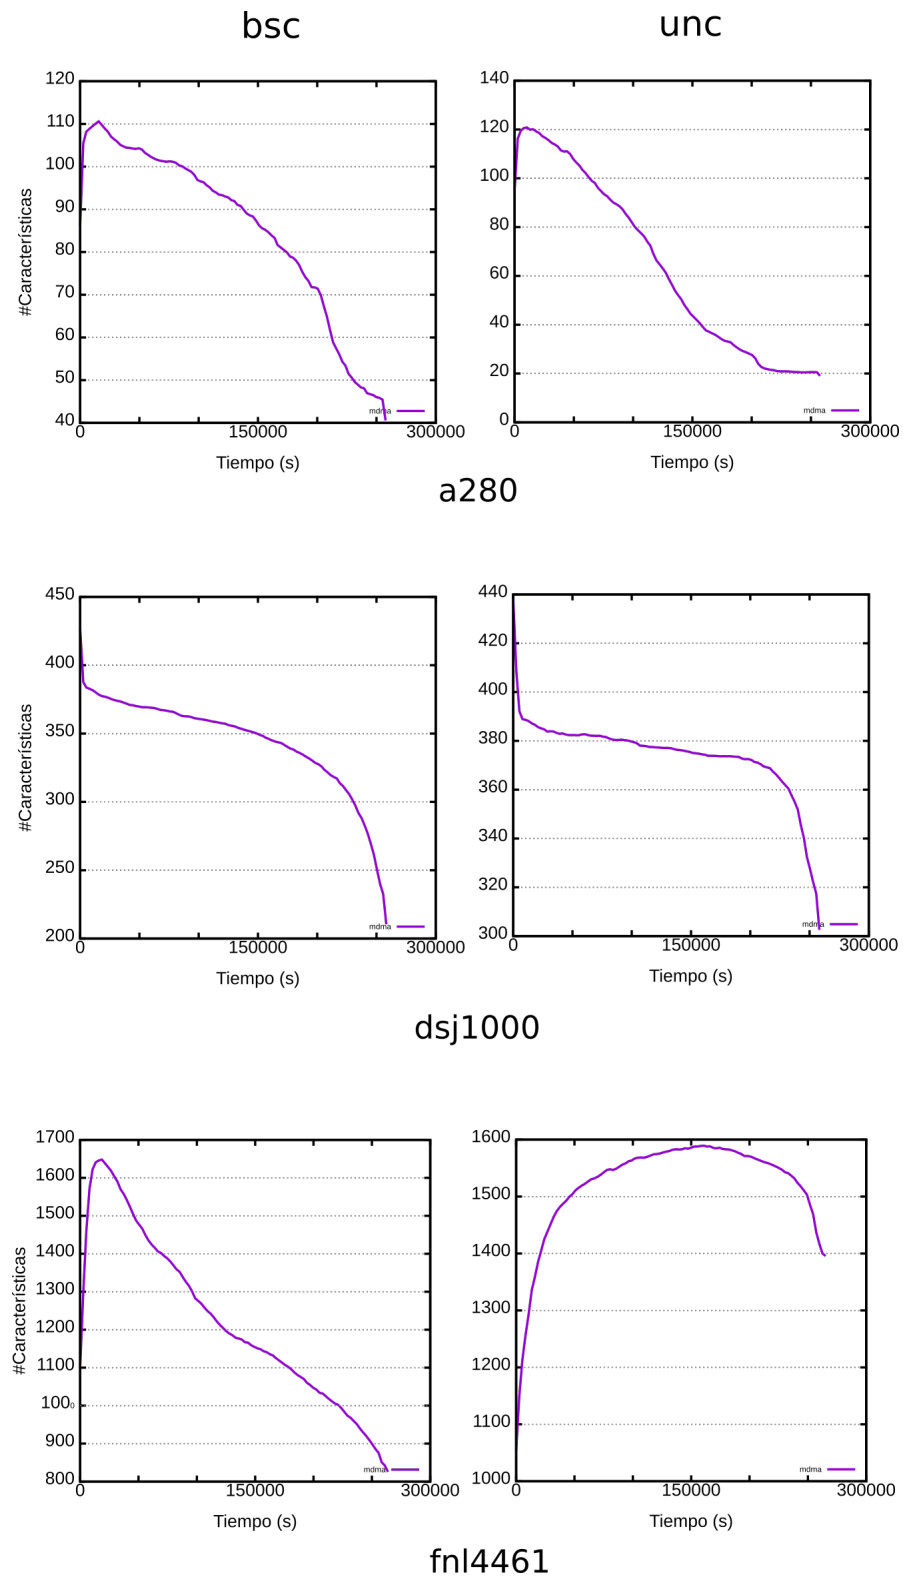 bsc
unc
120
110
100
90
80
70
60
50
40
#Características
mdma
0 150000 300000
Tiempo (s)
140
120
100
80
60
40
20
0
mdma
0 150000 300000
Tiempo (s)
a280
450
400
350
300
250
200
#Características
mdma
0 150000 300000
Tiempo (s)
440
420
400
380
360
340
320
300
mdma
0 150000 300000
Tiempo (s)
dsj1000
1700
1600
1500
1400
1300
1200
1100
1000
900
800
#Características
mdma
0 150000 300000
Tiempo (s)
1600
1500
1400
1300
1200
1100
1000
mdma
0 150000 300000
Tiempo (s)
fnl4461